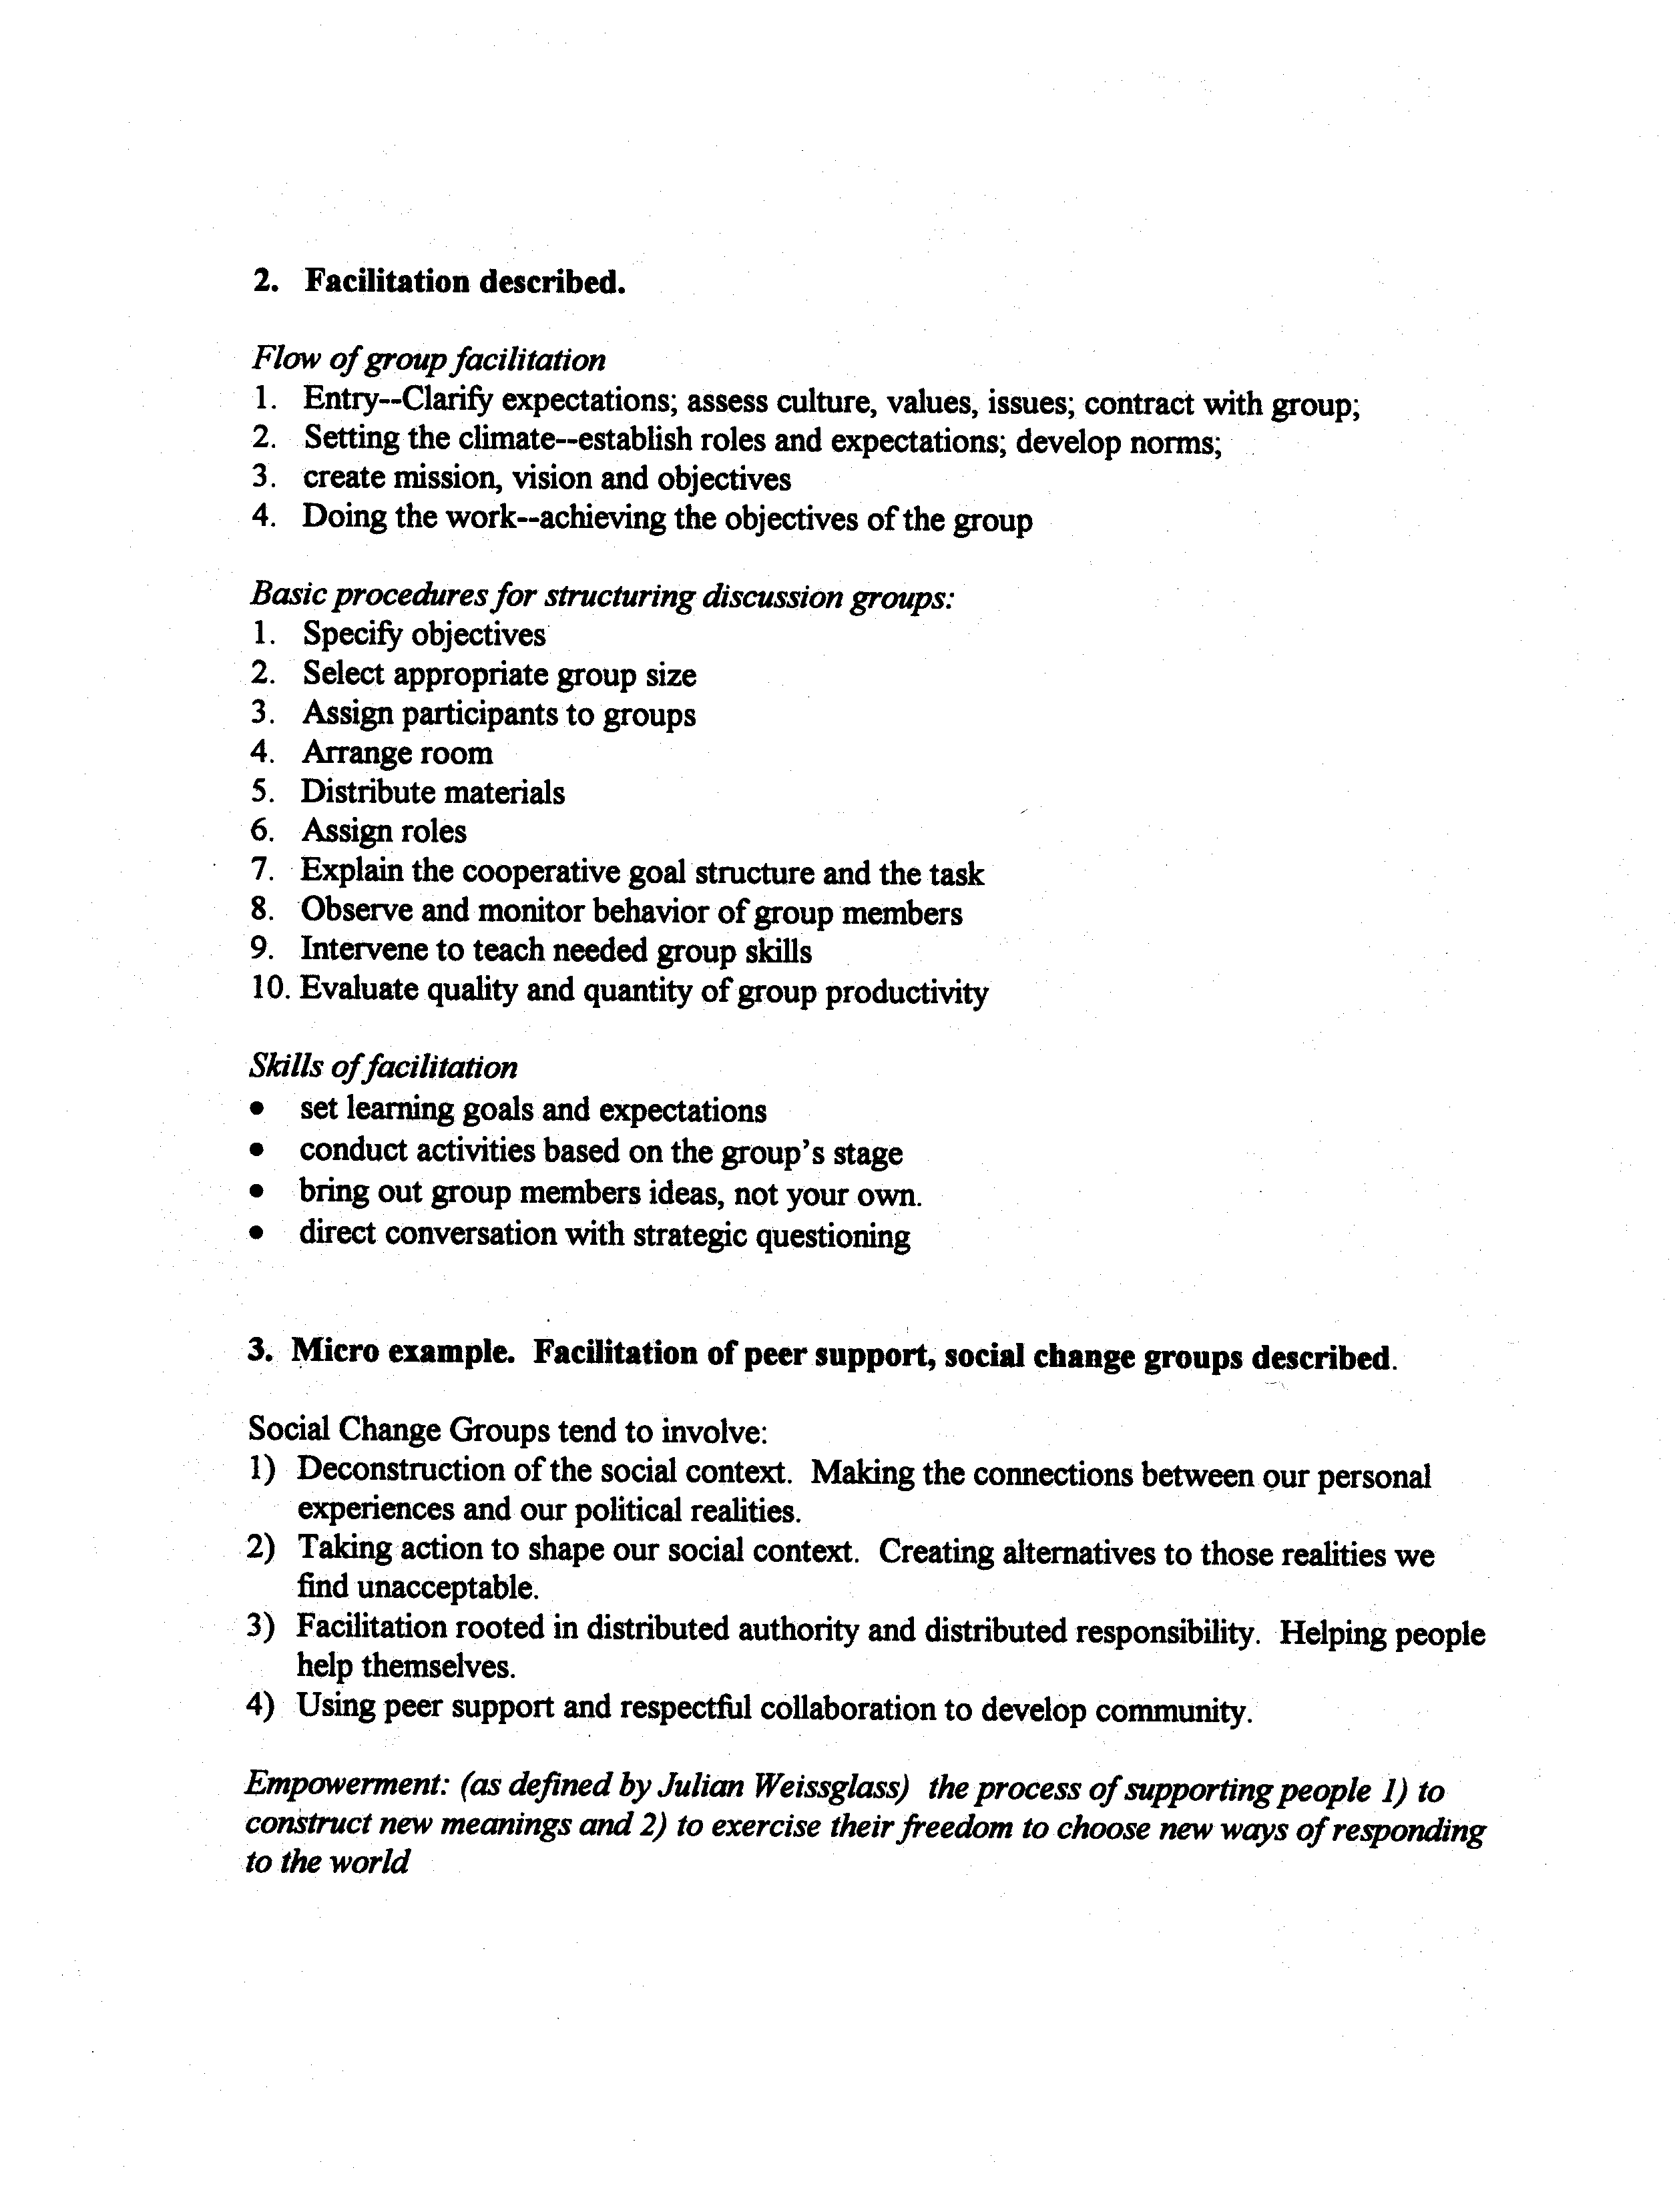 2. Facilitation described.
Flow of group facilitation
1. Entry--Clarify expectations; assess culture, values, issues; contract with group;
2. Setting the climate--establish roles and expectations; develop norms;
3. create mission, vision and objectives
4. Doing the work--achieving the objectives of the group
Basic procedures for structuring discussion groups:
1. Specify objectives
2. Select appropriate group size
3. Assign participants to groups
4. Arrange room
5. Distribute materials
6. Assign roles
7. Explain the cooperative goal structure and the task
8. Observe and monitor behavior of group members
9. Intervene to teach needed group skills
10. Evaluate quality and quantity of group productivity
Skills of facilitation
• set learning goals and expectations
• conduct activities based on the group's stage
• bring out group members ideas, not your own.
• direct conversation with strategic questioning
3. Micro example. Facilitation of peer support, social change groups described.
Social Change Groups tend to involve:
1) Deconstruction of the social context. Making the connections between our personal
experiences and our political realities.
2) Taking action to shape our social context. Creating alternatives to those realities we
find unacceptable.
3) Facilitation rooted in distributed authority and distributed responsibility. Helping people
help themselves.
4) Using peer support and respectful collaboration to develop community.
Empowerment: (as defined by Julian Weissglass) the process of supporting people 1) to
construct new meanings and 2) to exercise their freedom to choose new ways of responding
to the world